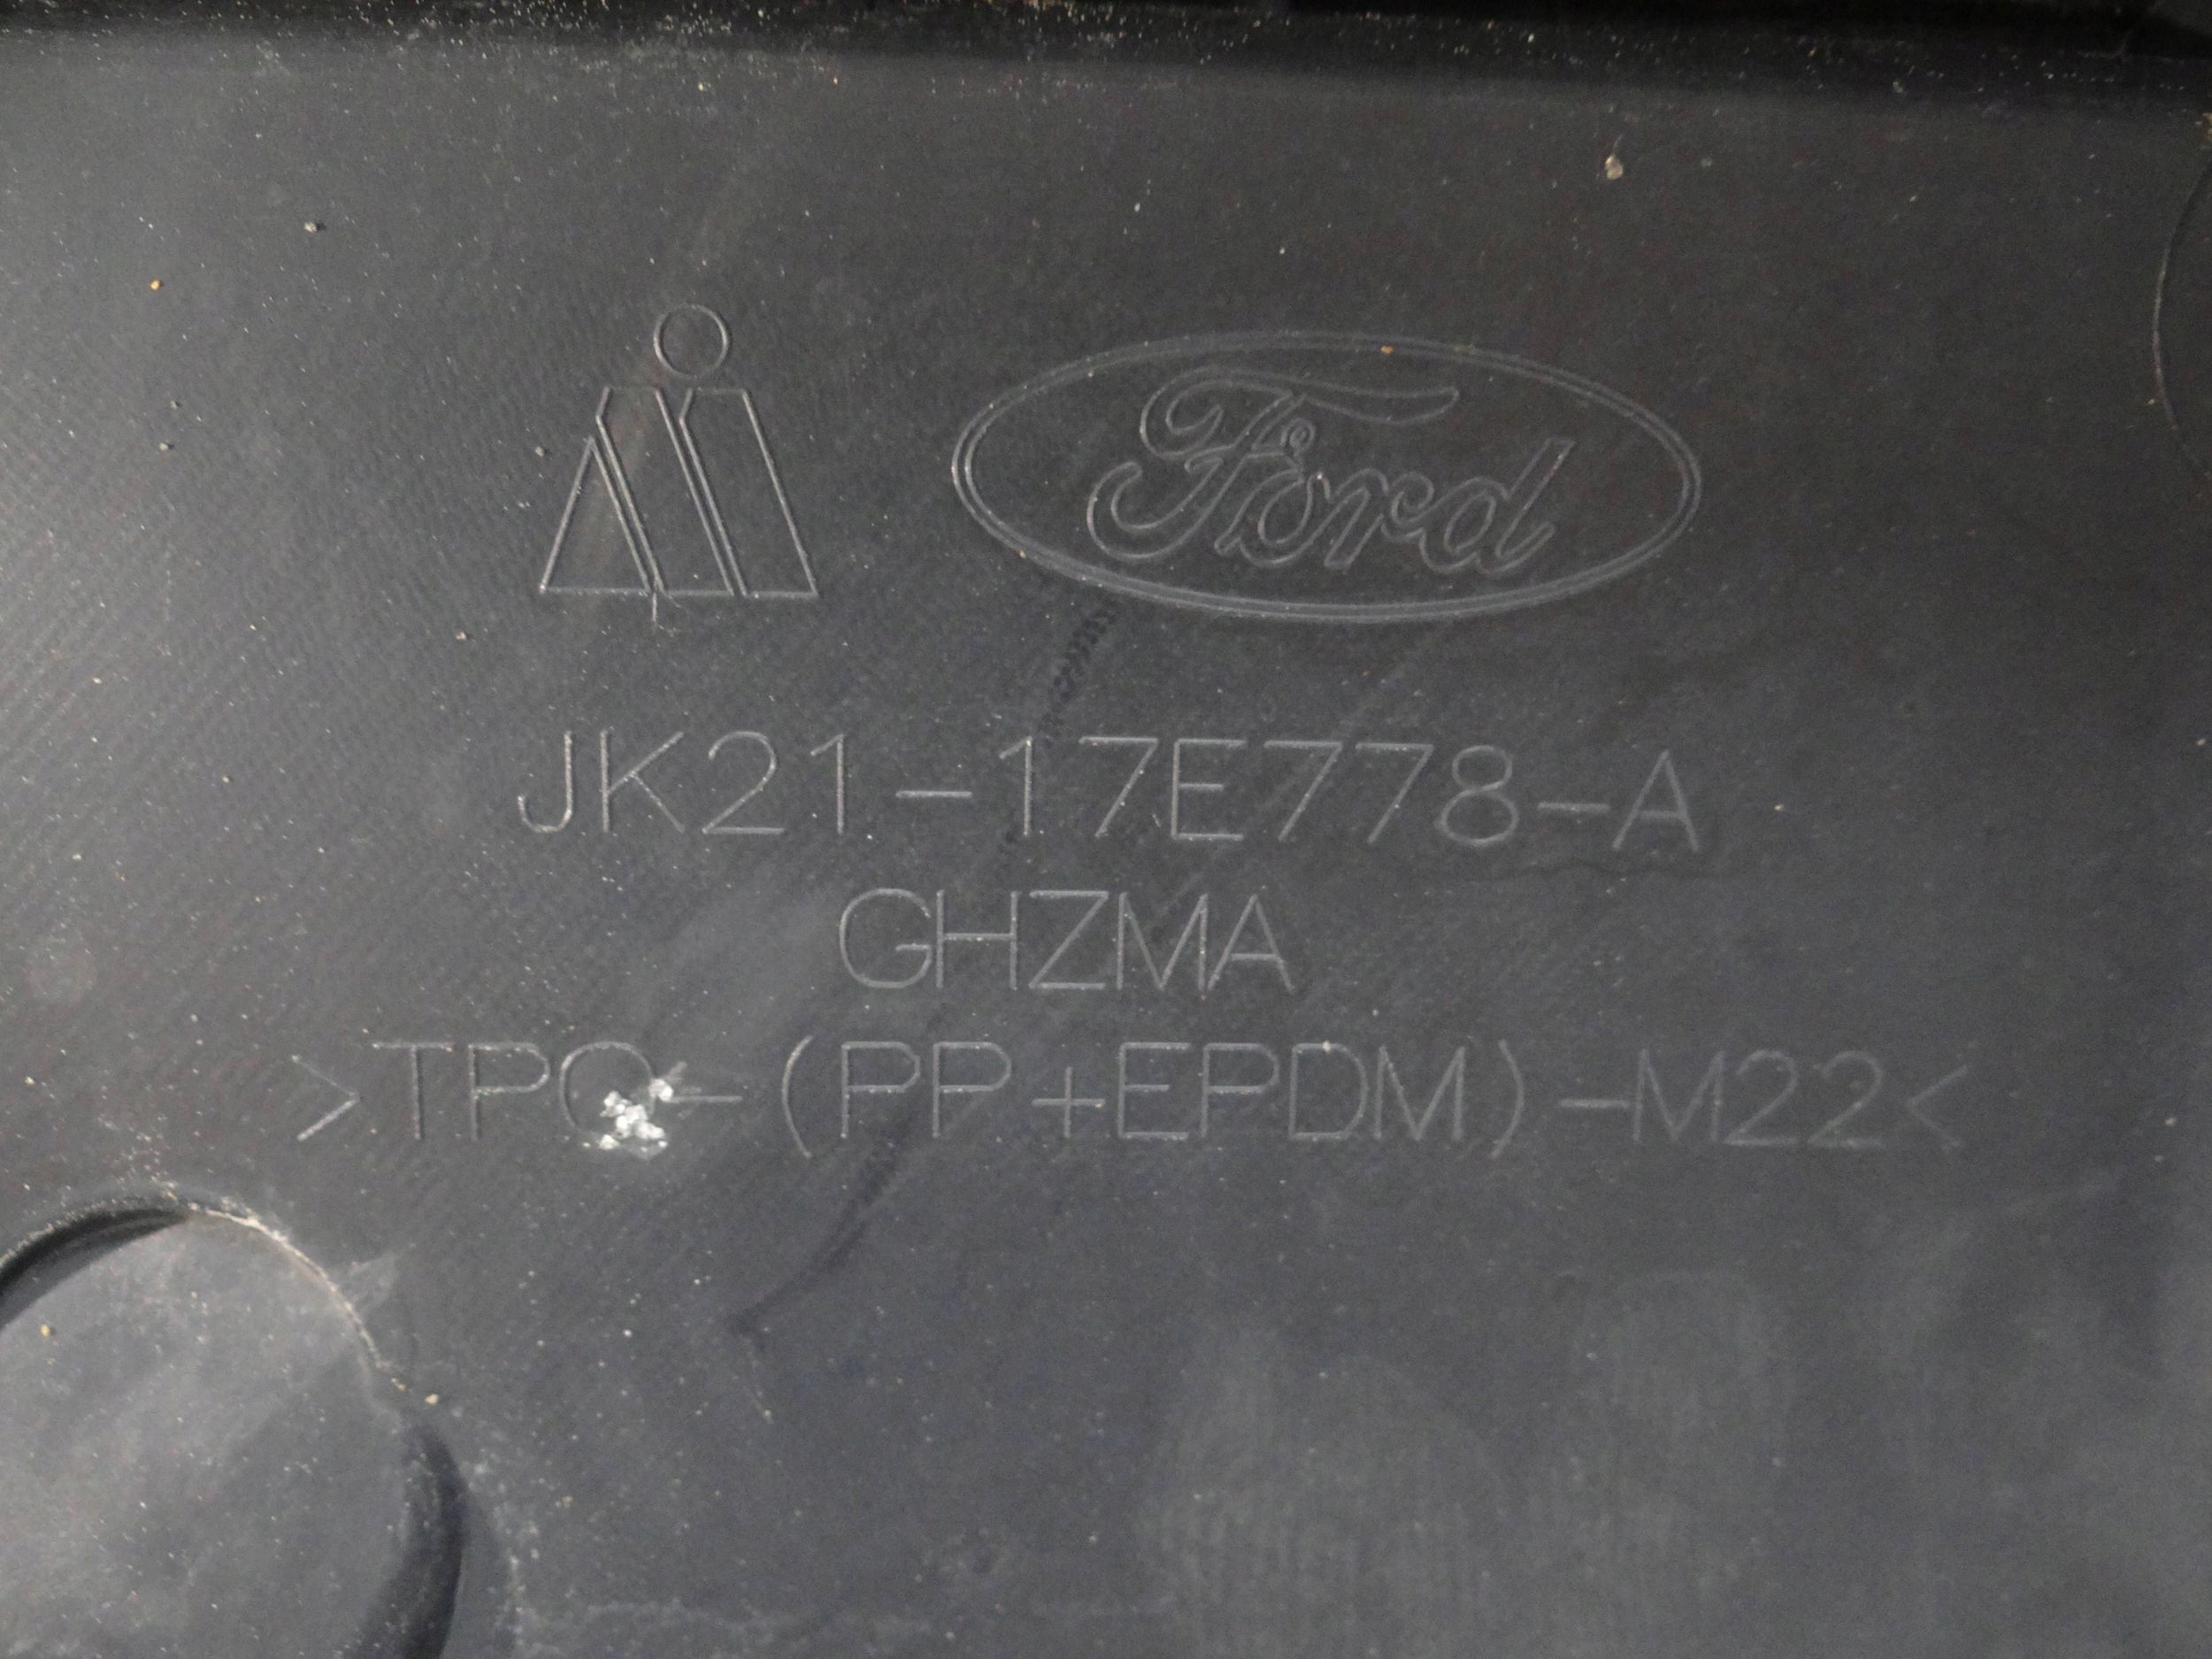 Ford
JK21-17E778-A
GHZMA
>TPO-(PP+EPDM)-M22<